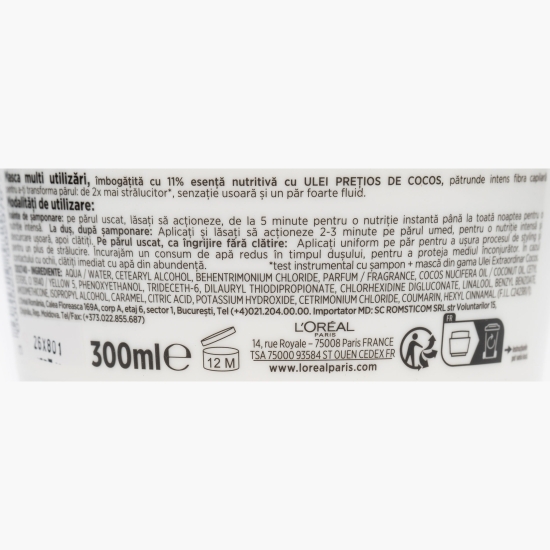 Masca multi utilizări, îmbogățită cu 11% esență nutritivă cu ULEI PREȚIOS DE COCOS, pătrunde intens fibra capilară
pentru a-ți transforma părul: de 2x mai strălucitor*, senzație ușoară și un păr foarte fluid.
Modalități de utilizare:
Înainte de șamponare: pe părul uscat, lăsați să acționeze, de la 5 minute pentru o nutriție instantă până la toată noaptea pentru o
nutriție intensă. La duș, după șamponare: Aplicați și lăsați să acționeze 2-3 minute pe părul umed, pentru o nutriție intensă
uscare, apoi clătiți. Pe părul uscat, ca îngrijire fără clătire: Aplicați uniform pe păr pentru a ușura procesul de styling
pentru un plus de strălucire. Încurajăm un consum de apă redus în timpul dușului, pentru a proteja mediul înconjurător.
contactului cu ochii, clătiți imediat cu apă din abundență. *test instrumental cu șampon + mască din gama Ulei Extraordinar Cocos
INGREDIENTS: AQUA / WATER, CETEARYL ALCOHOL, BEHENTRIMONIUM CHLORIDE, PARFUM / FRAGRANCE, COCOS NUCIFERA OIL / COCONUT OIL, CETYL
YELLOW 5, PHENOXYETHANOL, TRIDECETH-6, DILAURYL THIODIPROPIONATE, CHLORHEXIDINE DIGLUCONATE, LINALOOL, BENZYL
ISOPROPYL ALCOHOL, CARAMEL, CITRIC ACID, POTASSIUM HYDROXIDE, CETRIMONIUM CHLORIDE, COUMARIN, HEXYL CINNAMAL.
România, Calea Floreasca 169A, corp A, etaj 6, sector 1, București, Tel (+4)021.204.00.00. Importator MD: SC ROMSTICOM SRL str Voluntarilor 15,
Rep. Moldova, Tel/Fax: (+373.022.855.687)
26X801
300ml e
12 M
L'ORÉAL
PARIS
14, rue Royale – 75008 Paris FRANCE
TSA 75000 93584 ST OUEN CEDEX FR
www.lorealparis.com
FR